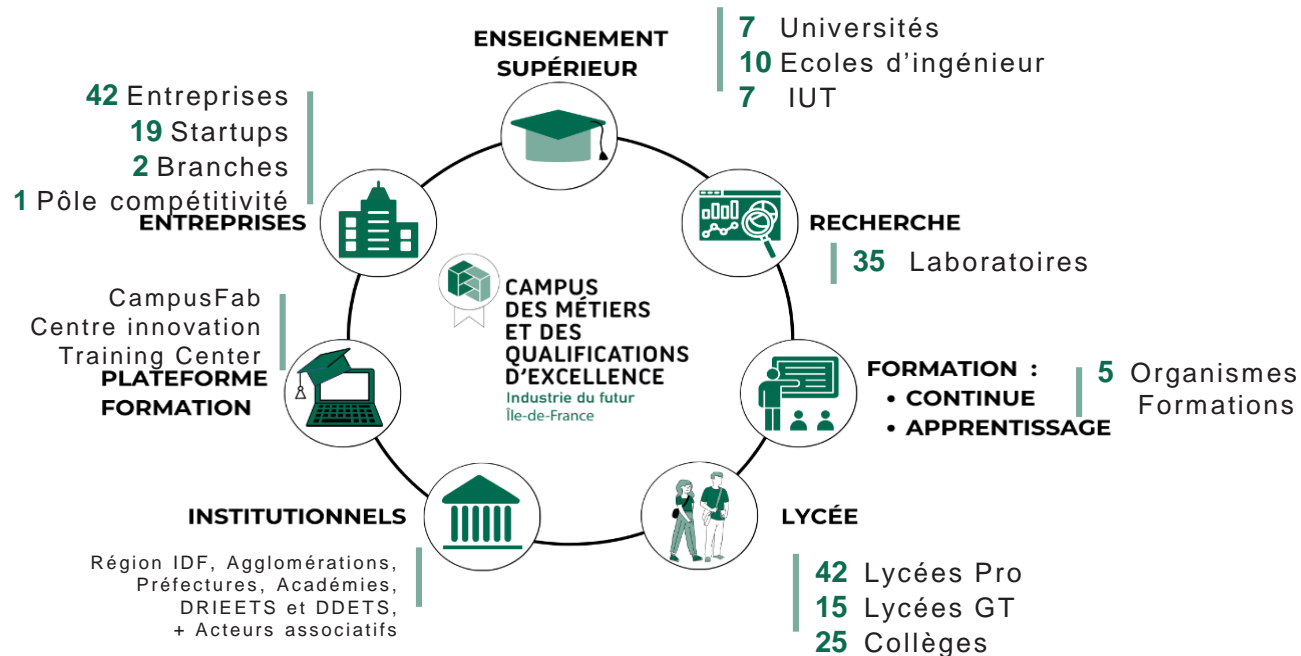 ENSEIGNEMENT
SUPÉRIEUR
7 Universités
10 Ecoles d'ingénieur
7 IUT
42 Entreprises
19 Startups
2 Branches
1 Pôle compétitivité
ENTREPRISES
RECHERCHE
35 Laboratoires
CAMPUS
DES MÉTIERS
ET DES
QUALIFICATIONS
D'EXCELLENCE
Industrie du futur
Île-de-France
CampusFab
Centre innovation
Training Center
PLATEFORME
FORMATION
FORMATION :
• CONTINUE
• APPRENTISSAGE
5 Organismes
Formations
INSTITUTIONNELS
Région IDF, Agglomérations,
Préfectures, Académies,
DRIEETS et DDETS,
+ Acteurs associatifs
LYCÉE
42 Lycées Pro
15 Lycées GT
25 Collèges